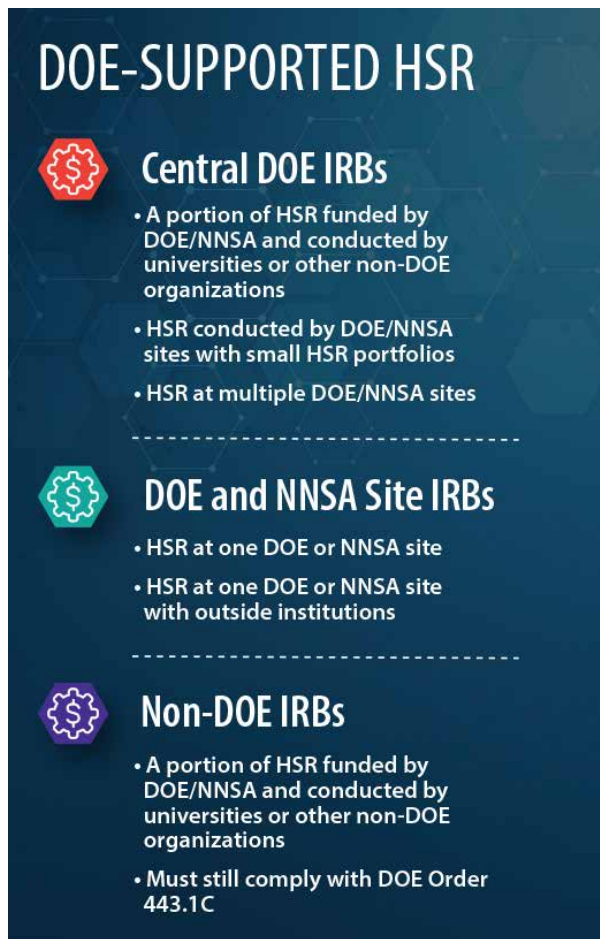 DOE-SUPPORTED HSR
Central DOE IRBs
• A portion of HSR funded by
DOE/NNSA and conducted by
universities or other non-DOE
organizations
• HSR conducted by DOE/NNSA
sites with small HSR portfolios
• HSR at multiple DOE/NNSA sites
DOE and NNSA Site IRBs
• HSR at one DOE or NNSA site
• HSR at one DOE or NNSA site
with outside institutions
Non-DOE IRBs
• A portion of HSR funded by
DOE/NNSA and conducted by
universities or other non-DOE
organizations
• Must still comply with DOE Order
443.1C